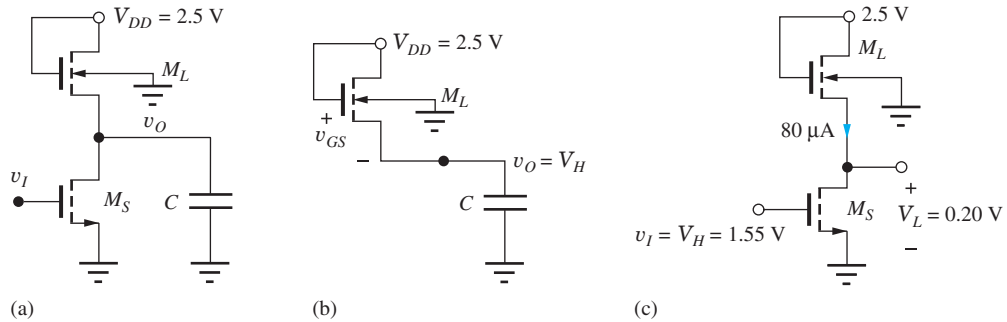 V_DD = 2.5 V
M_L
v_O
v_I
M_S
C
(a)
V_DD = 2.5 V
M_L
+
v_GS
–
v_O = V_H
C
(b)
2.5 V
M_L
80 μA
+
M_S
V_L = 0.20 V
v_I = V_H = 1.55 V
–
(c)